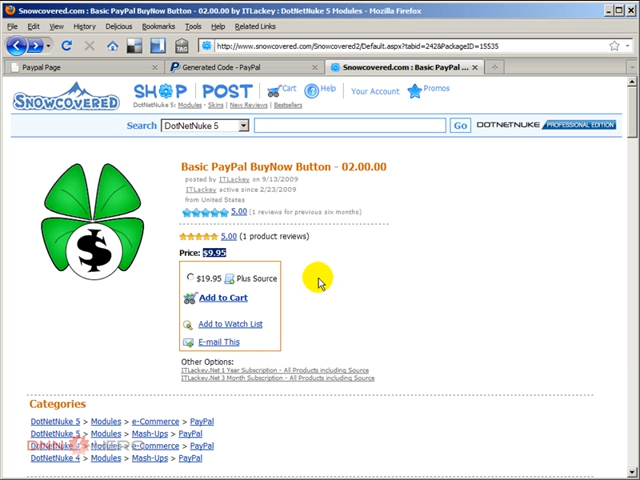 Snowcovered.com : Basic PayPal BuyNow Button - 02.00.00 by ITLackey : DotNetNuke 5 Modules - Mozilla Firefox
File Edit View History Delicious Bookmarks Tools Help Related Links
http://www.snowcovered.com/Snowcovered2/Default.aspx?tabid=242&PackageID=15535
Paypal Page
Generated Code - PayPal
Snowcovered.com : Basic PayPal ...
SNOWCOVERED
SHOP POST Cart Help Your Account Promos
DotNetNuke 5: Modules - Skins | New Reviews | Bestsellers
Search DotNetNuke 5 Go DOTNETNUKE PROFESSIONAL EDITION
Basic PayPal BuyNow Button - 02.00.00
posted by ITLackey on 9/13/2009
ITLackey active since 2/23/2009
from United States
5.00 (1 reviews for previous six months)
5.00 (1 product reviews)
Price: $9.95
$19.95 Plus Source
Add to Cart
Add to Watch List
E-mail This
Other Options:
ITLackey.Net 1 Year Subscription - All Products including Source
ITLackey.Net 3 Month Subscription - All Products including Source
Categories
DotNetNuke 5 > Modules > e-Commerce > PayPal
DotNetNuke 5 > Modules > Mash-Ups > PayPal
DotNetNuke 4 > Modules > e-Commerce > PayPal
DotNetNuke 4 > Modules > Mash-Ups > PayPal
DNN HERO